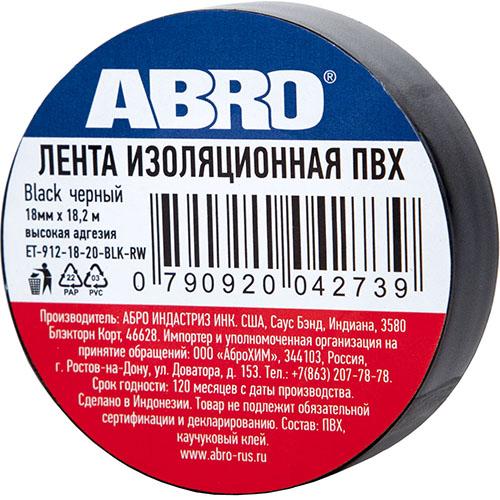 ABRO®
ЛЕНТА ИЗОЛЯЦИОННАЯ ПВХ
Black черный
18мм x 18,2 м
высокая адгезия
ET-912-18-20-BLK-RW
22
PAP
03
PVC
0 790920 042739
Производитель: АБРО ИНДАСТРИЗ ИНК. США, Саус Бэнд, Индиана, 3580
Блэкторн Корт, 46628. Импортер и уполномоченная организация на
принятие обращений: ООО «АброХИМ», 344103, Россия,
г. Ростов-на-Дону, ул. Доватора, д. 153. Тел.: +7(863) 207-78-78.
Срок годности: 120 месяцев с даты производства.
Сделано в Индонезии. Товар не подлежит обязательной
сертификации и декларированию. Состав: ПВХ,
каучуковый клей.
www.abro-rus.ru